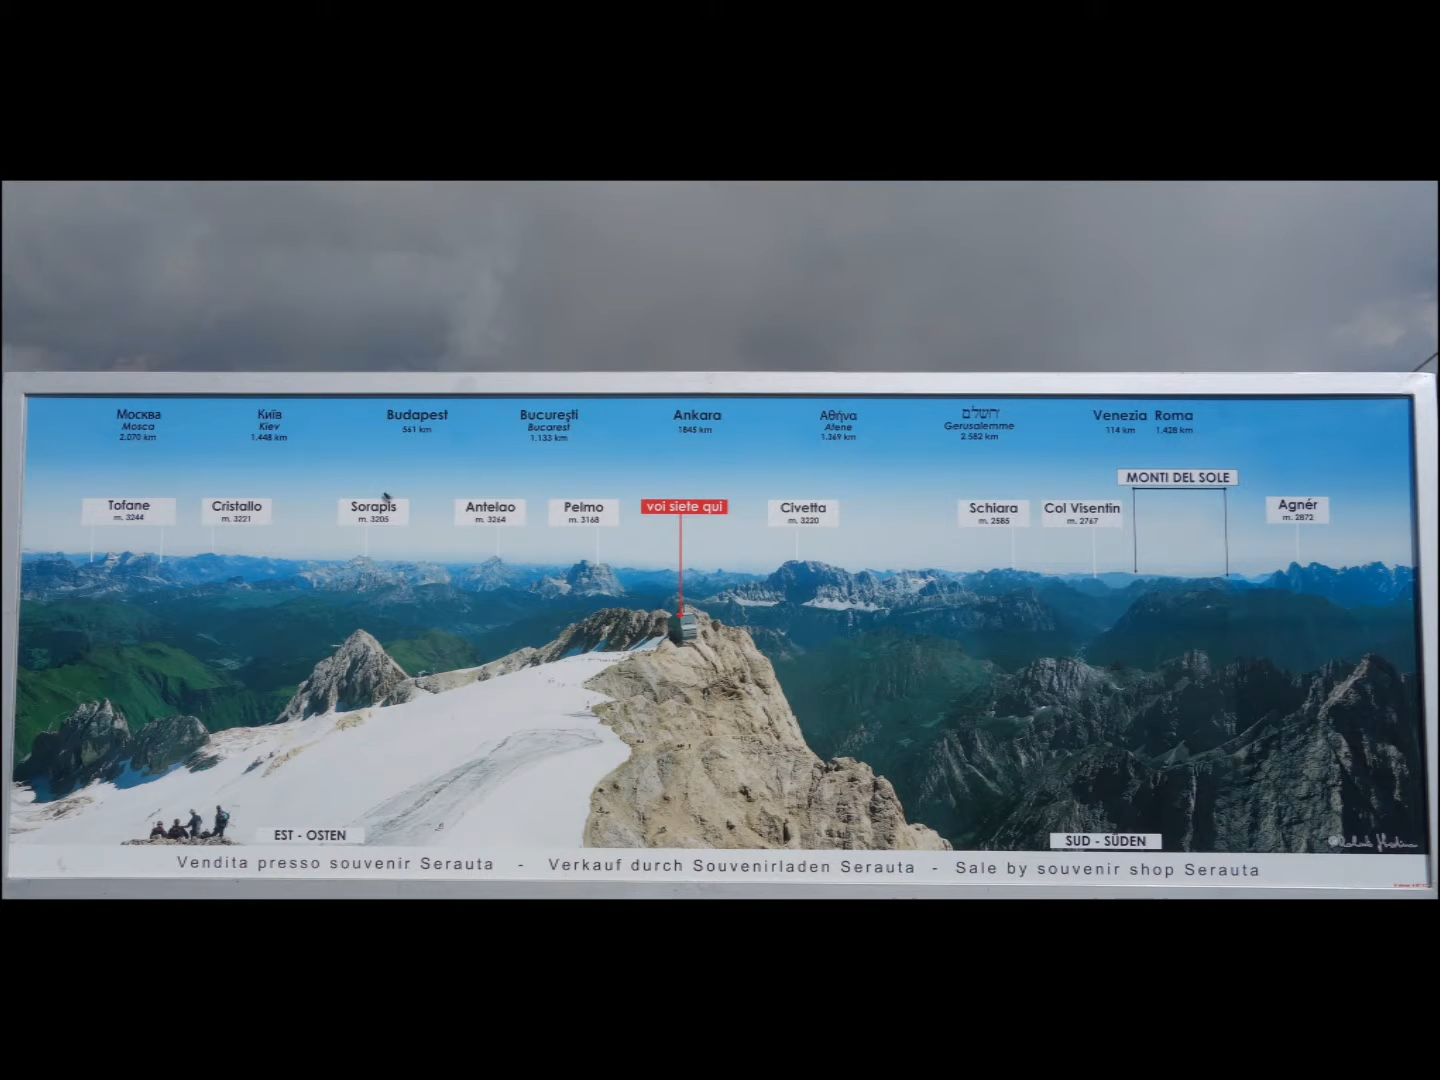 Москва
Mosca
2.070 km
Київ
Kiev
1.448 km
Budapest
561 km
Bucureşti
Bucarest
1.133 km
Ankara
1845 km
Αθήνα
Atene
1.369 km
ירושלם
Gerusalemme
2.582 km
Venezia Roma
114 km 1.428 km
MONTI DEL SOLE
Tofane
m. 3244
Cristallo
m. 3221
Sorapis
m. 3205
Antelao
m. 3264
Pelmo
m. 3168
voi siete qui
Civetta
m. 3220
Schiara
m. 2585
Col Visentin
m. 2767
Agnér
m. 2872
EST - OSTEN
SUD - SÜDEN
Vendita presso souvenir Serauta - Verkauf durch Souvenirladen Serauta - Sale by souvenir shop Serauta